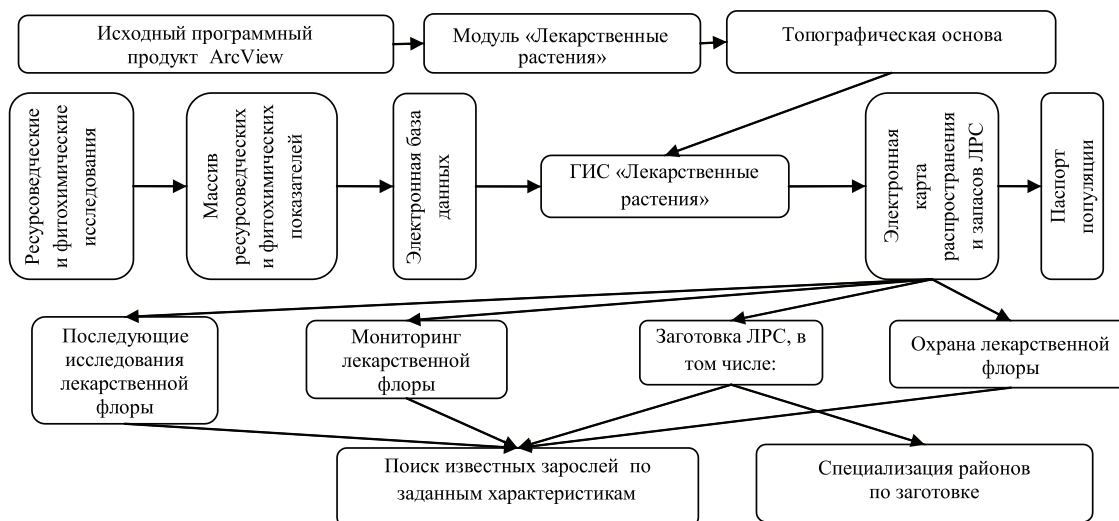 Исходный программный
продукт ArcView
Модуль «Лекарственные
растения»
Топографическая основа
Ресурсоведческие
и фитохимические
исследования
Массив
ресурсоведческих
и фитохимических
показателей
Электронная база
данных
ГИС «Лекарственные
растения»
Электронная
карта
распространения
и запасов ЛРС
Паспорт
популяции
Последующие
исследования
лекарственной
флоры
Мониторинг
лекарственной
флоры
Заготовка ЛРС, в
том числе:
Охрана лекарственной
флоры
Поиск известных зарослей по
заданным характеристикам
Специализация районов
по заготовке